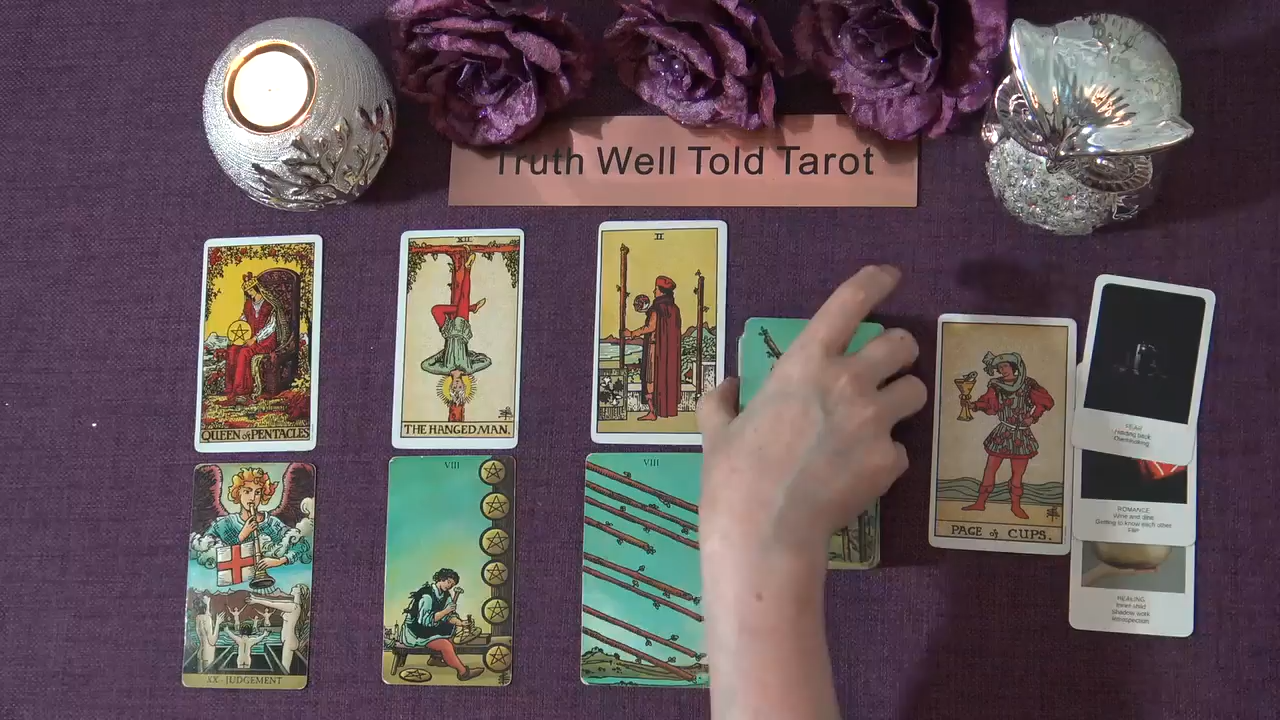 Truth Well Told Tarot
QUEEN of PENTACLES
XII
THE HANGED MAN.
II
PAGE of CUPS.
FEAR
Holding back
Overthinking
ROMANCE
Wine and dine
Getting to know each other
HEALING
Inner child
Shadow work
Introspection
XX · JUDGEMENT
VIII
VIII